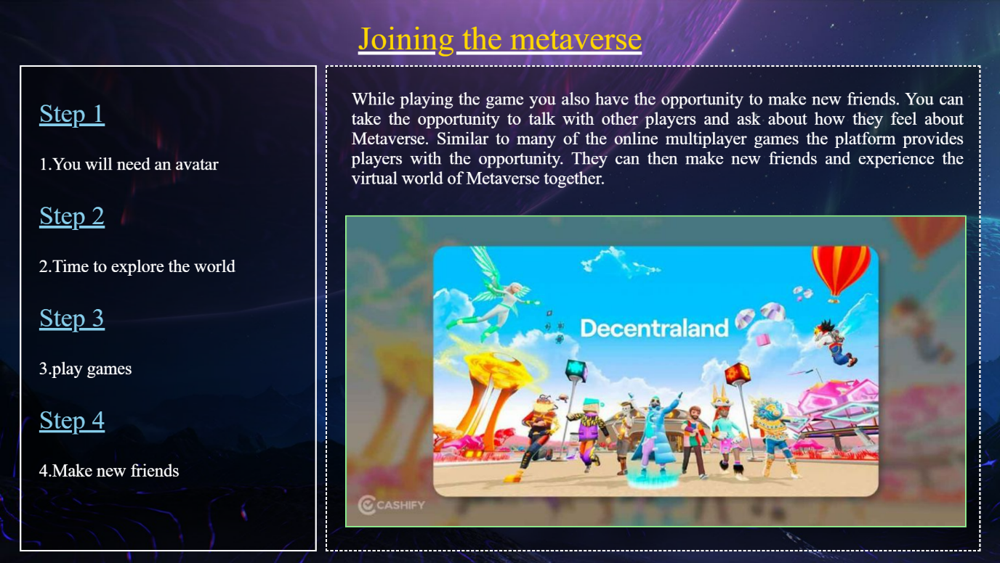 Joining the metaverse
Step 1
1.You will need an avatar
Step 2
2.Time to explore the world
Step 3
3.play games
Step 4
4.Make new friends
While playing the game you also have the opportunity to make new friends. You can
take the opportunity to talk with other players and ask about how they feel about
Metaverse. Similar to many of the online multiplayer games the platform provides
players with the opportunity. They can then make new friends and experience the
virtual world of Metaverse together.
Decentraland
CASHIFY